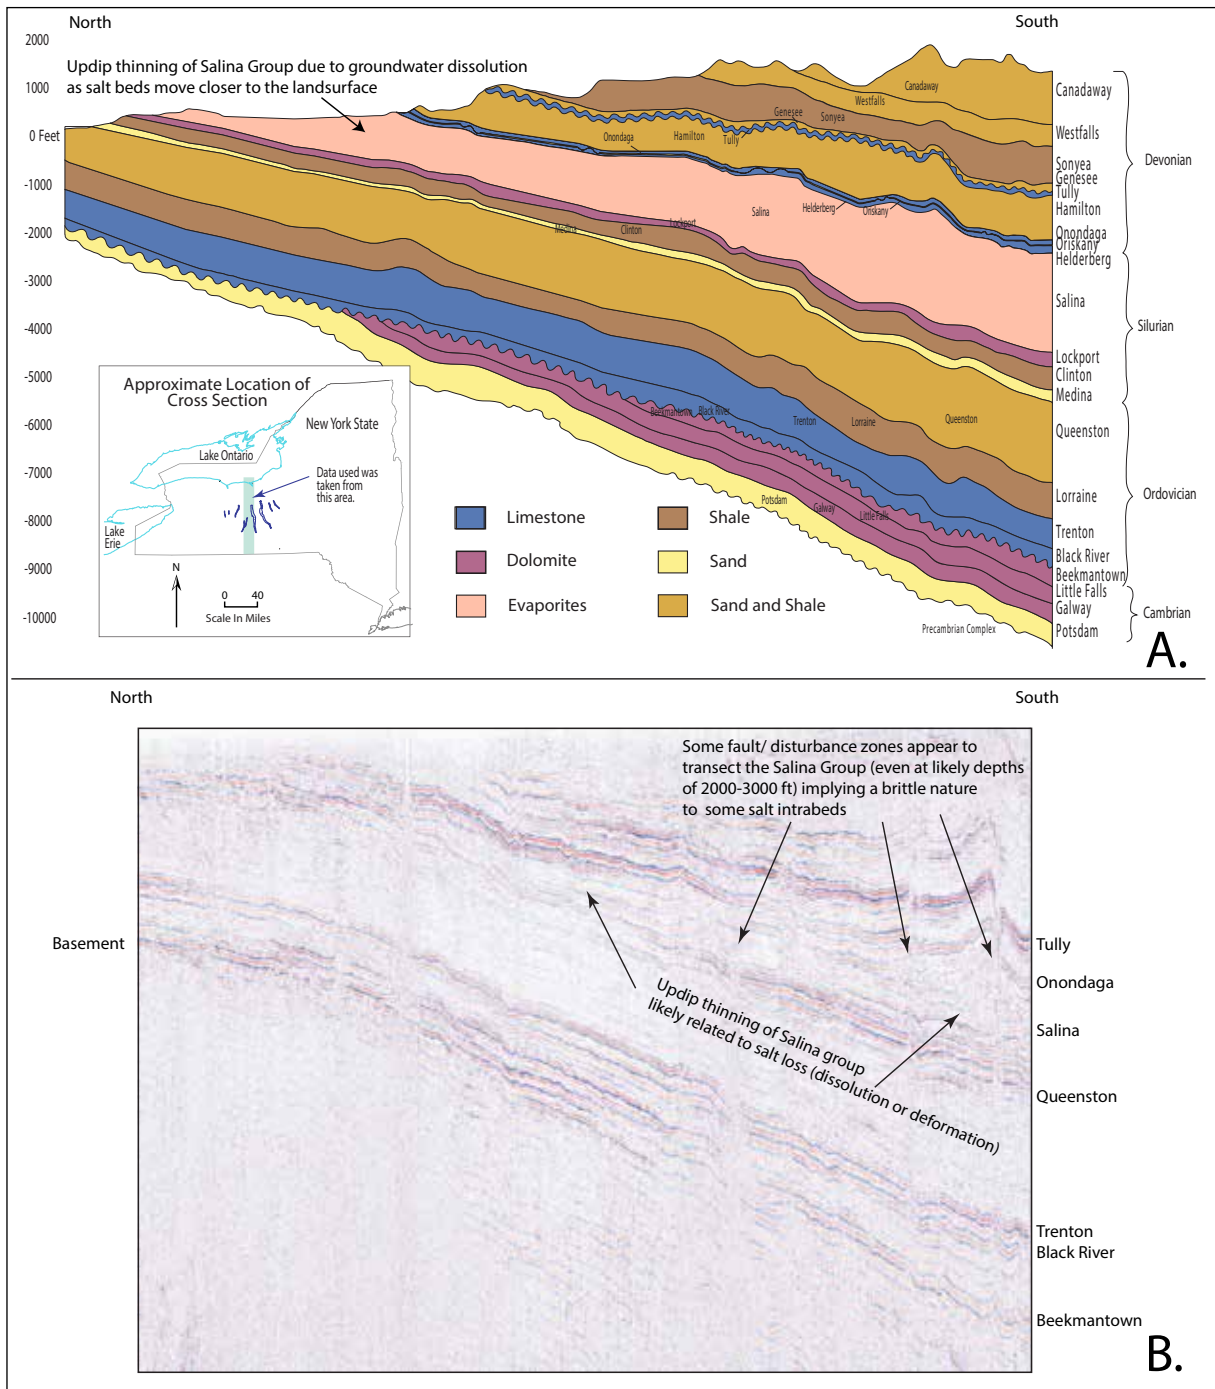 North
South
2000
1000
0 Feet
-1000
-2000
-3000
-4000
-5000
-6000
-7000
-8000
-9000
-10000
Updip thinning of Salina Group due to groundwater dissolution
as salt beds move closer to the landsurface
Canadaway
Westfalls
Genesee
Sonyea
Onondaga
Hamilton
Tully
Medina
Clinton
Lockport
Salina
Helderberg
Oriskany
Beekmantown
Black River
Trenton
Lorraine
Queenston
Potsdam
Galway
Little Falls
Precambrian Complex
Canadaway
Westfalls
Sonyea
Genesee
Tully
Hamilton
Onondaga
Oriskany
Helderberg
Salina
Lockport
Clinton
Medina
Queenston
Lorraine
Trenton
Black River
Beekmantown
Little Falls
Galway
Potsdam
Devonian
Silurian
Ordovician
Cambrian
Approximate Location of
Cross Section
New York State
Lake Ontario
Data used was
taken from
this area.
Lake
Erie
N
0 40
Scale In Miles
Limestone
Dolomite
Evaporites
Shale
Sand
Sand and Shale
A.
North
South
Some fault/ disturbance zones appear to
transect the Salina Group (even at likely depths
of 2000-3000 ft) implying a brittle nature
to some salt intrabeds
Updip thinning of Salina group
likely related to salt loss (dissolution or deformation)
Basement
Tully
Onondaga
Salina
Queenston
Trenton
Black River
Beekmantown
B.